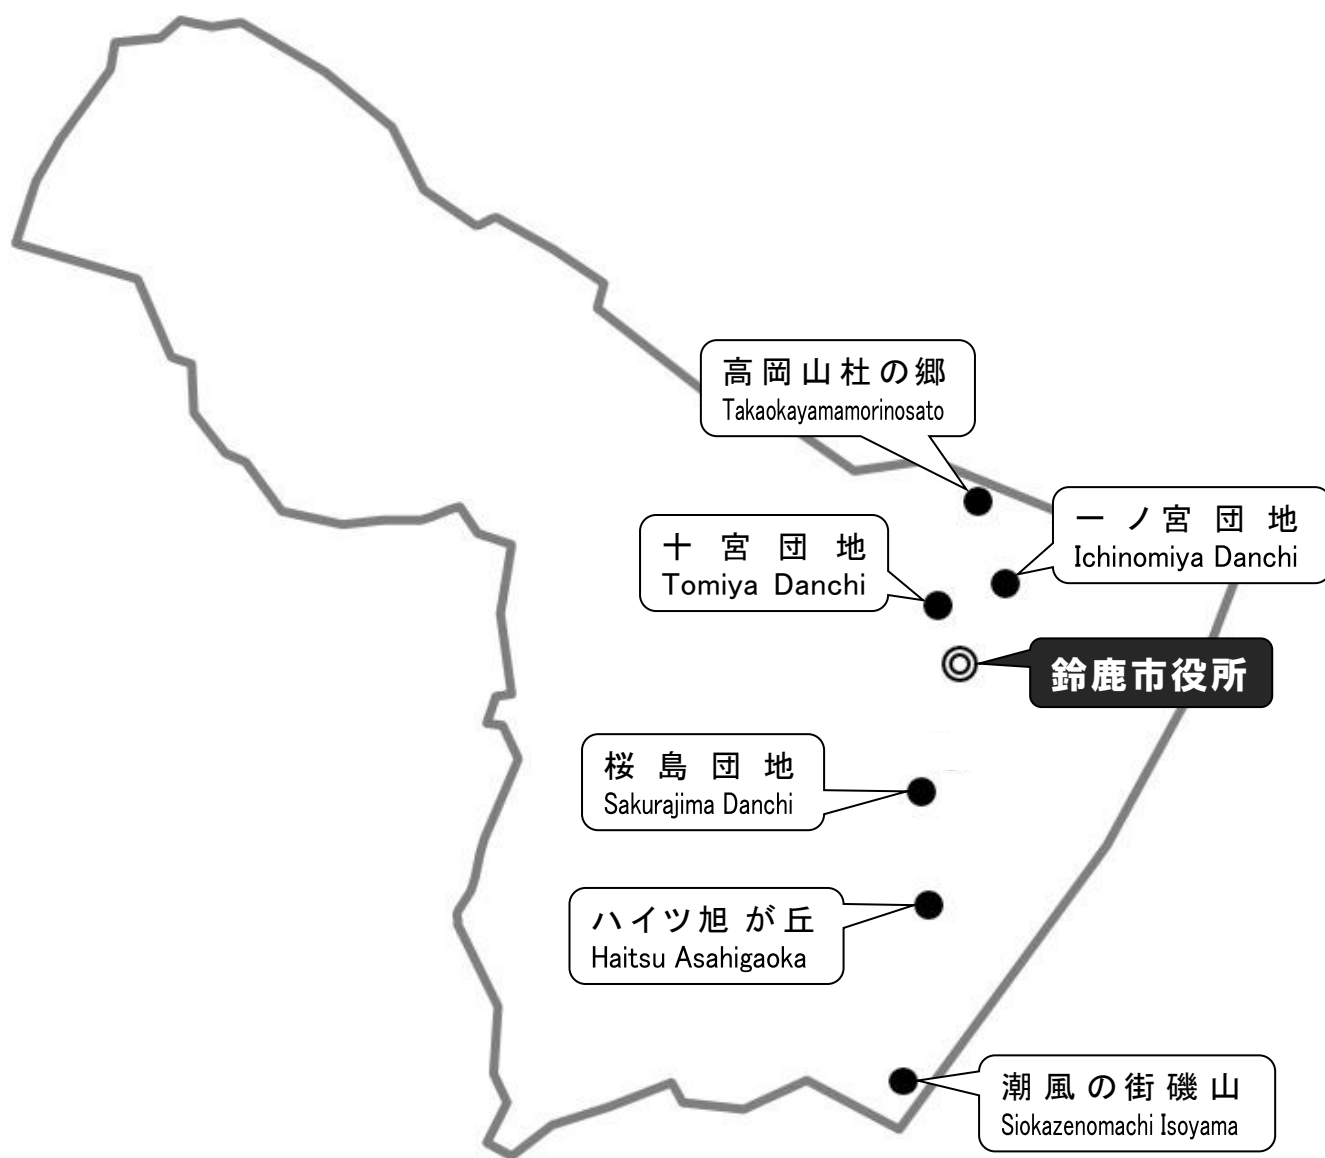 高岡山杜の郷
Takaokayamamorinosato
一ノ宮団地
Ichinomiya Danchi
十宮団地
Tomiya Danchi
鈴鹿市役所
桜島団地
Sakurajima Danchi
ハイツ旭が丘
Haitsu Asahigaoka
潮風の街磯山
Siokazenomachi Isoyama